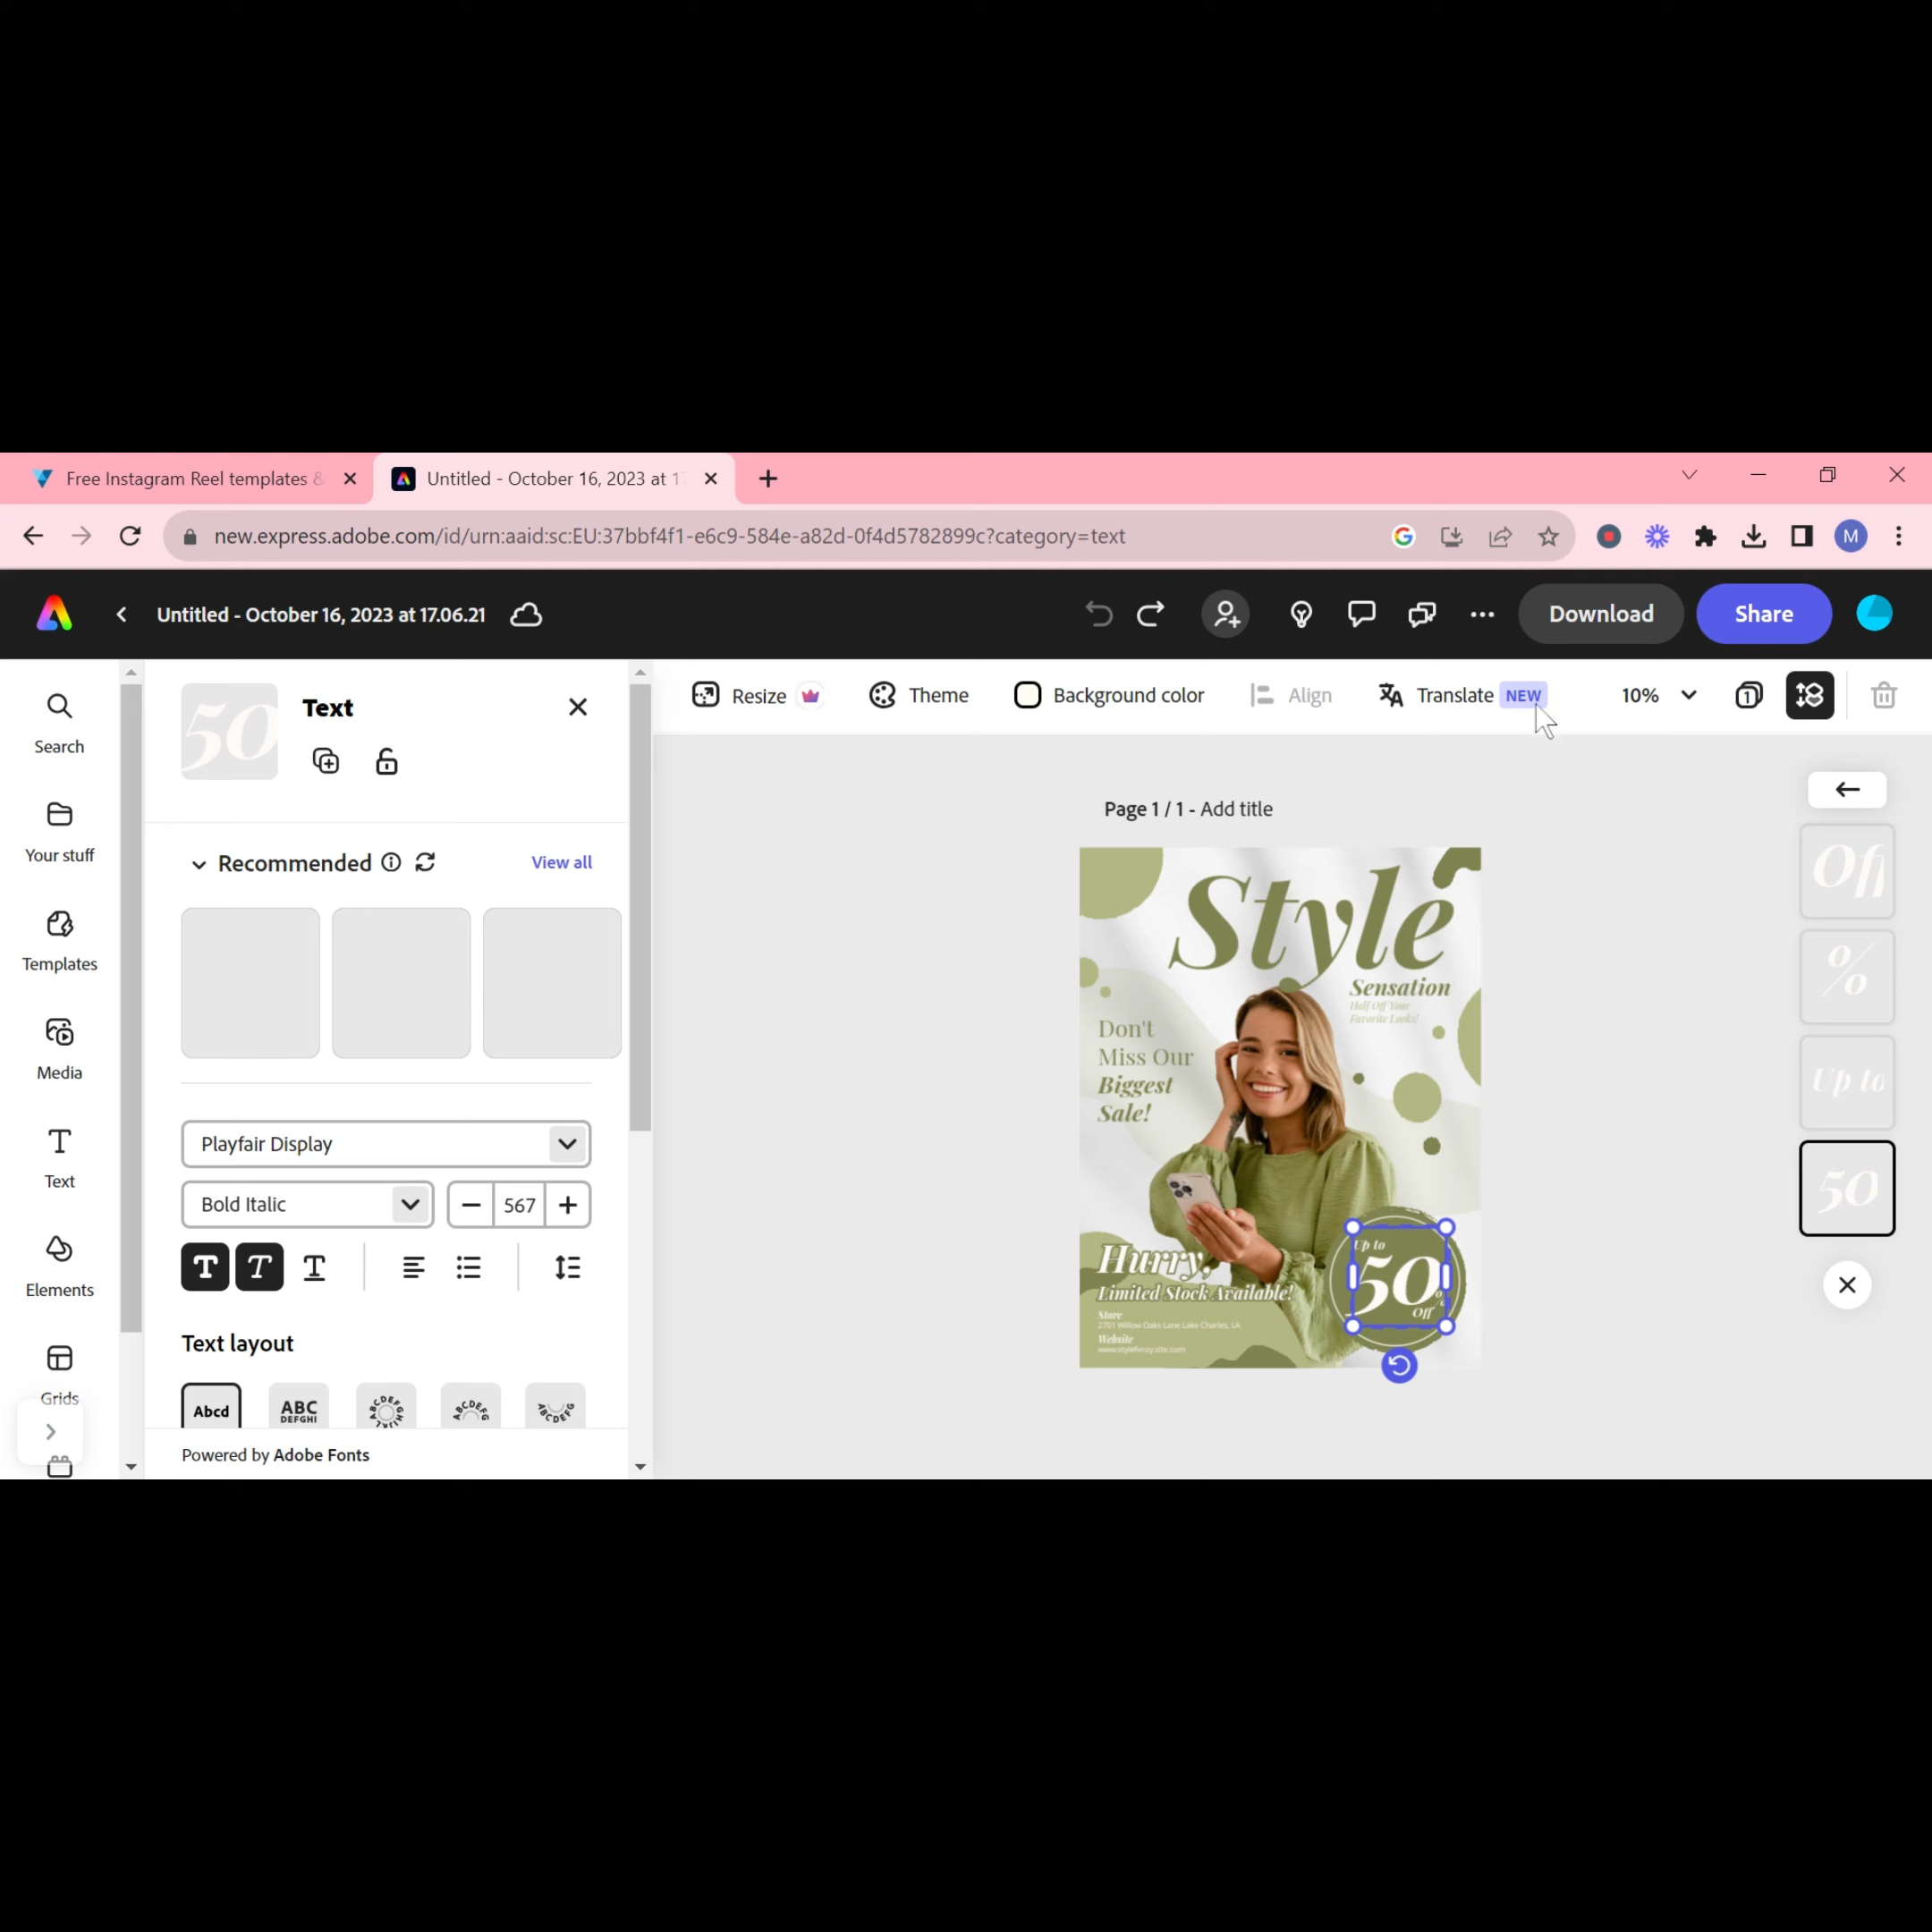 Free Instagram Reel templates &
Untitled - October 16, 2023 at 17
new.express.adobe.com/id/urn:aaid:sc:EU:37bbf4f1-e6c9-584e-a82d-0f4d5782899c?category=text
M
Untitled - October 16, 2023 at 17.06.21
Download
Share
Search
Your stuff
Templates
Media
Text
Elements
Grids
50
Text
Recommended
View all
Playfair Display
Bold Italic
567
Text layout
Abcd
ABC
DEFGHI
Powered by Adobe Fonts
Resize
Theme
Background color
Align
Translate NEW
10%
1
Page 1 / 1 - Add title
Style
Sensation
Half Off Your
Favorite Looks!
Don't
Miss Our
Biggest
Sale!
Hurry,
Limited Stock Available!
Store
2701 Willow Oaks Lane Lake Charles, LA
Website
www.stylefenzy.site.com
Up to
50
%
Off
Off
%
Up to
50